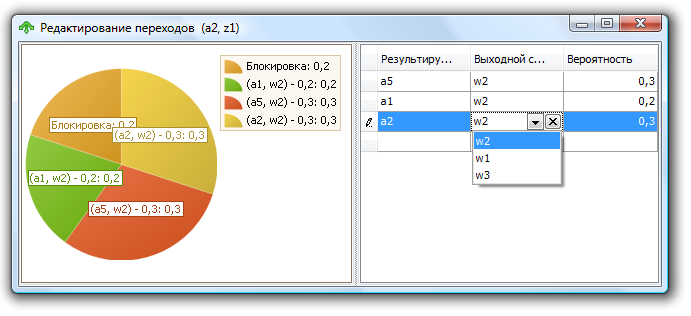 Редактирование переходов (a2, z1)
Блокировка: 0,2
(a1, w2) - 0,2: 0,2
(a5, w2) - 0,3: 0,3
(a2, w2) - 0,3: 0,3
Блокировка: 0,2
(a2, w2) - 0,3: 0,3
(a1, w2) - 0,2: 0,2
(a5, w2) - 0,3: 0,3
Результиру... Выходной с... Вероятность
a5 w2 0,3
a1 w2 0,2
a2 w2 0,3
w2
w1
w3